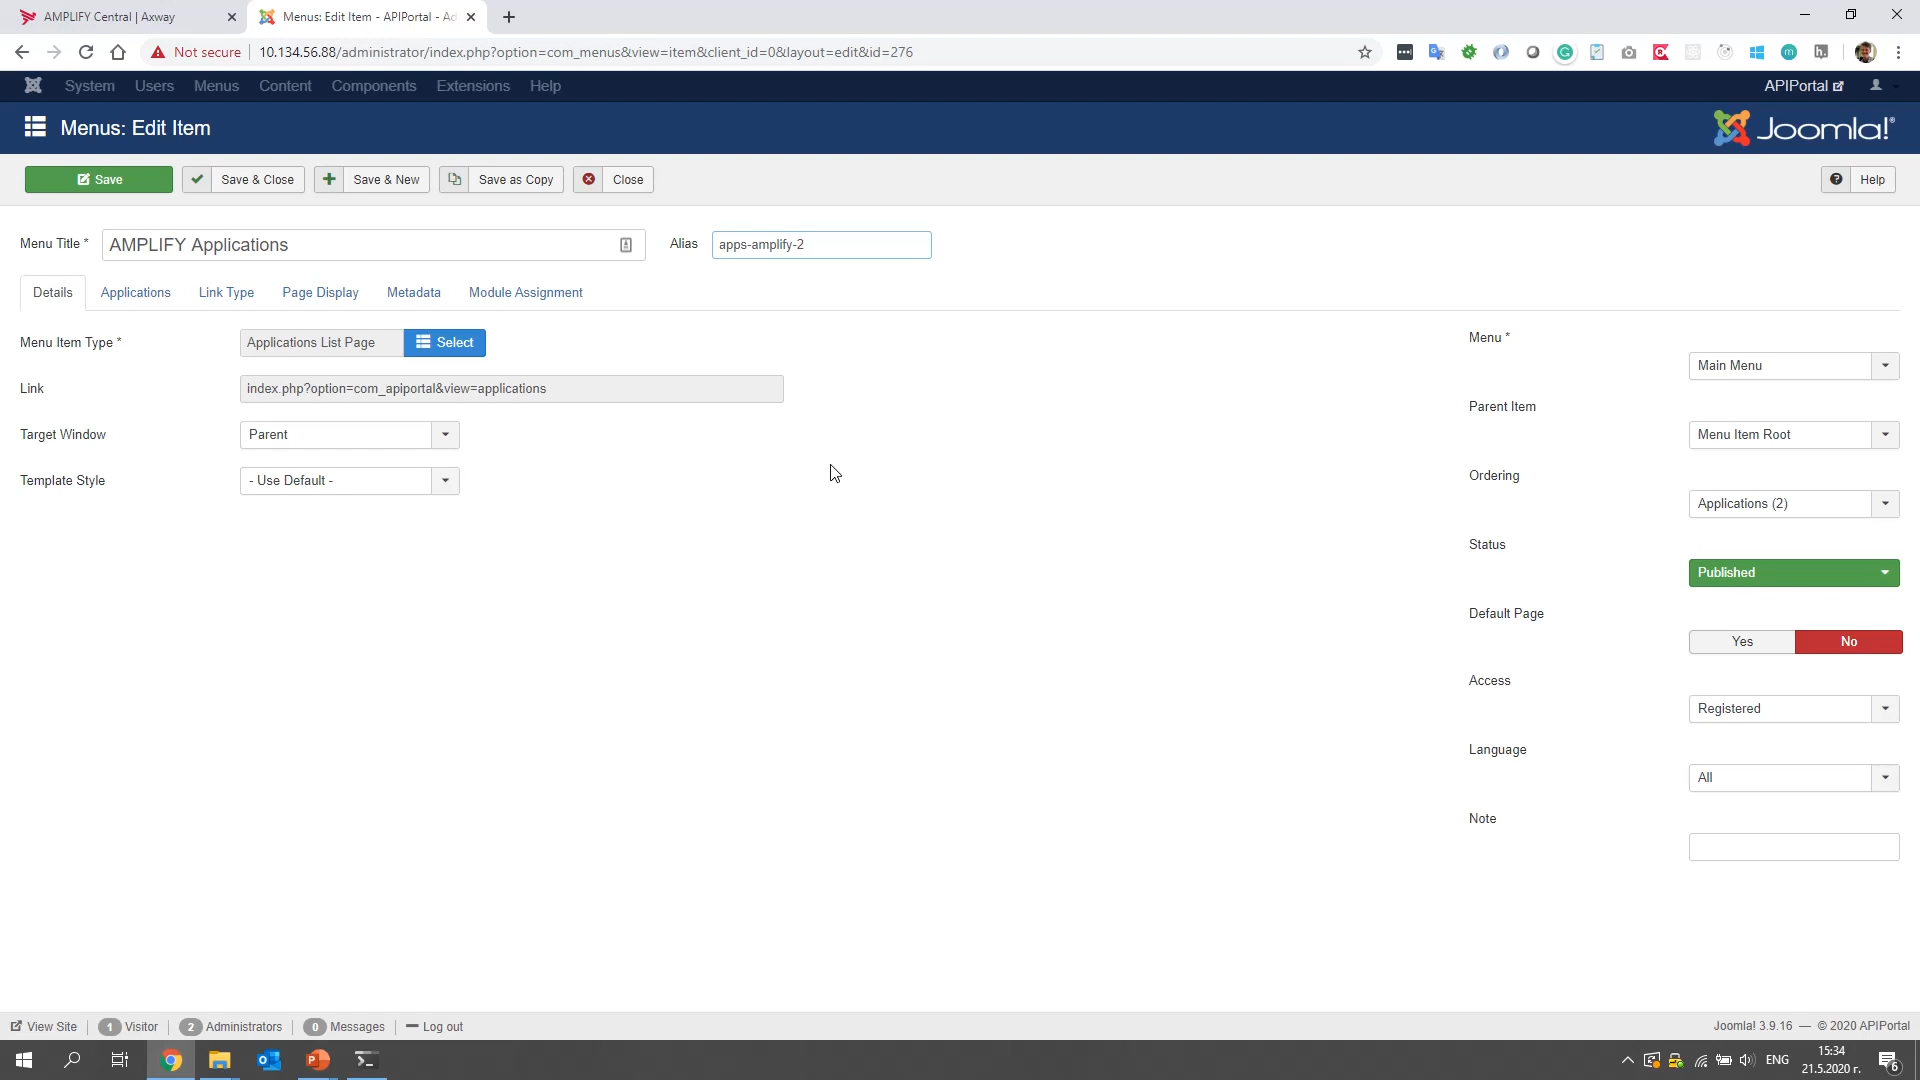 AMPLIFY Central | Axway
Menus: Edit Item - APIPortal - Ad
Not secure
10.134.56.88/administrator/index.php?option=com_menus&view=item&client_id=0&layout=edit&id=276
System Users Menus Content Components Extensions Help
APIPortal
Menus: Edit Item
Joomla!®
Save
Save & Close
Save & New
Save as Copy
Close
Help
Menu Title *
AMPLIFY Applications
Alias
apps-amplify-2
Details
Applications
Link Type
Page Display
Metadata
Module Assignment
Menu Item Type *
Applications List Page
Select
Link
index.php?option=com_apiportal&view=applications
Target Window
Parent
Template Style
- Use Default -
Menu *
Main Menu
Parent Item
Menu Item Root
Ordering
Applications (2)
Status
Published
Default Page
Yes
No
Access
Registered
Language
All
Note
View Site
1 Visitor
2 Administrators
0 Messages
Log out
Joomla! 3.9.16 — © 2020 APIPortal
ENG
15:34
21.5.2020 г.
6